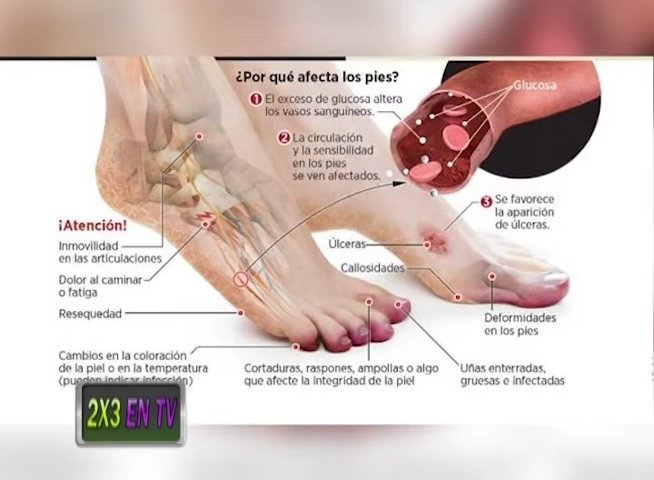 ¿Por qué afecta los pies?
1 El exceso de glucosa altera
los vasos sanguíneos.
2 La circulación
y la sensibilidad
en los pies
se ven afectados.
Glucosa
3 Se favorece
la aparición
de úlceras.
¡Atención!
Inmovilidad
en las articulaciones
Dolor al caminar
o fatiga
Resequedad
Cambios en la coloración
de la piel o en la temperatura
(pueden indicar infección)
Úlceras
Callosidades
Deformidades
en los pies
Cortaduras, raspones, ampollas o algo
que afecte la integridad de la piel
Uñas enterradas,
gruesas e infectadas
2X3 EN TV